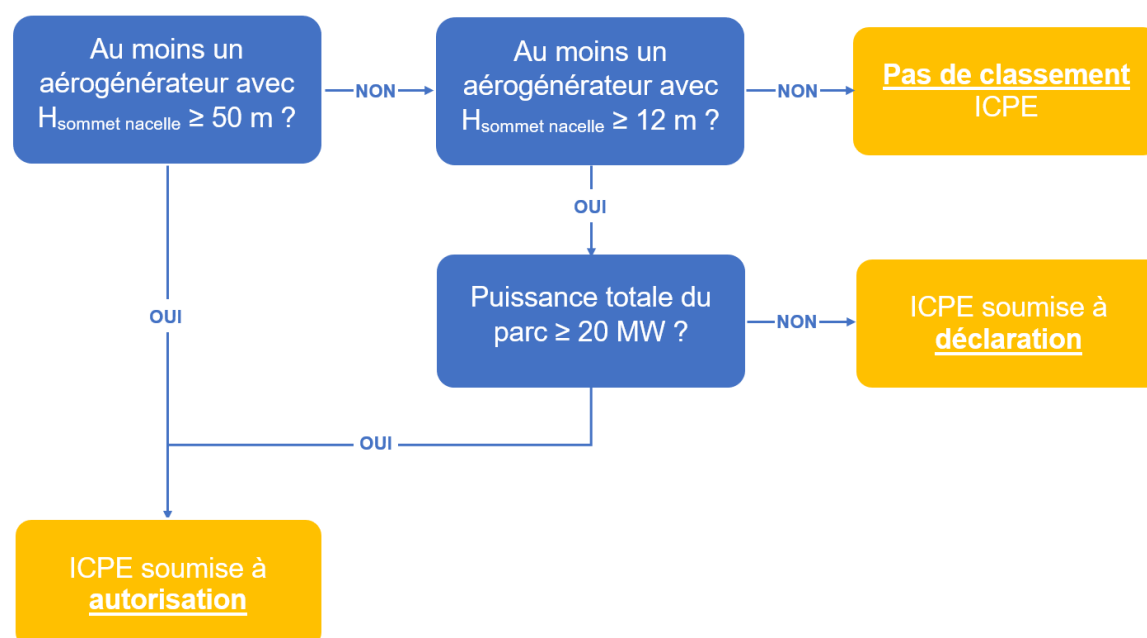 Au moins un
aérogénérateur avec
Hsommet nacelle ≥ 50 m ?
NON
Au moins un
aérogénérateur avec
Hsommet nacelle ≥ 12 m ?
NON
Pas de classement
ICPE
OUI
Puissance totale du
parc ≥ 20 MW ?
NON
ICPE soumise à
déclaration
OUI
OUI
ICPE soumise à
autorisation